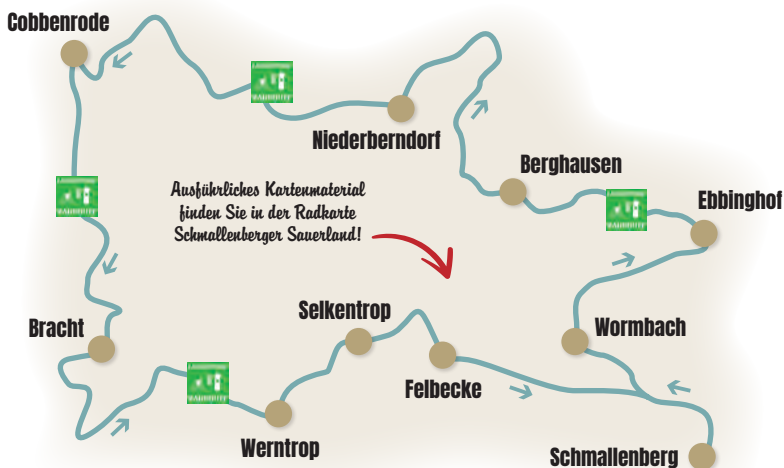 Cobbenrode
Niederberndorf
Berghausen
Ebbinghof
Ausführliches Kartenmaterial
finden Sie in der Radkarte
Schmallenberger Sauerland!
Selkentrop
Bracht
Wormbach
Felbecke
Werntrop
Schmallenberg